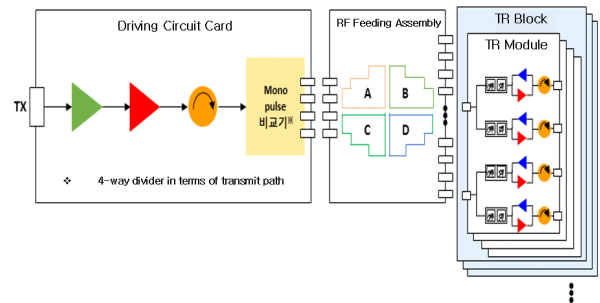 Driving Circuit Card
RF Feeding Assembly
TR Block
TR Module
TX
Mono
pulse
비교기※
A
B
C
D
❖ 4-way divider in terms of transmit path